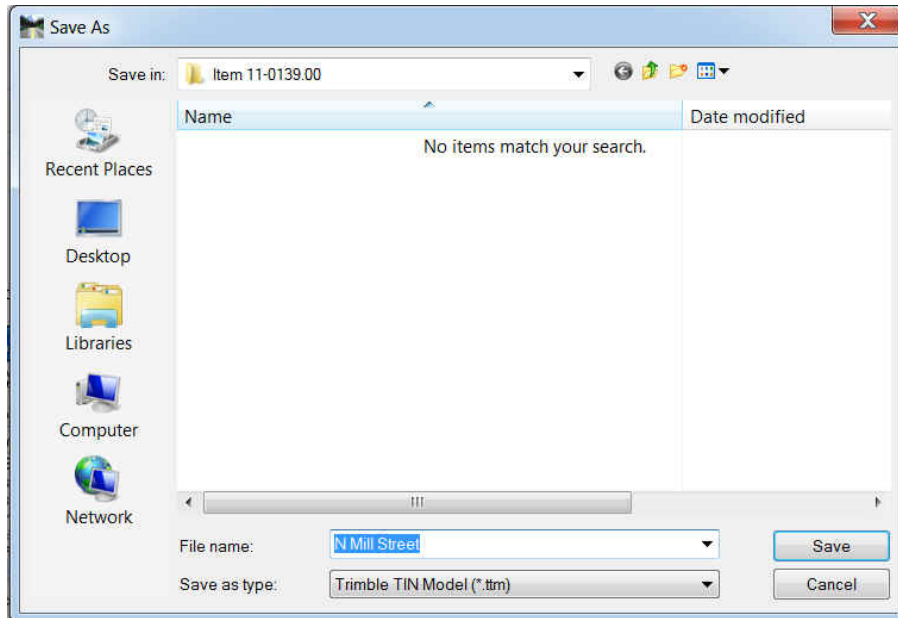 Save As
Save in:
Item 11-0139.00
Name
Date modified
No items match your search.
Recent Places
Desktop
Libraries
Computer
Network
File name:
N Mill Street
Save
Save as type:
Trimble TIN Model (*.ttm)
Cancel